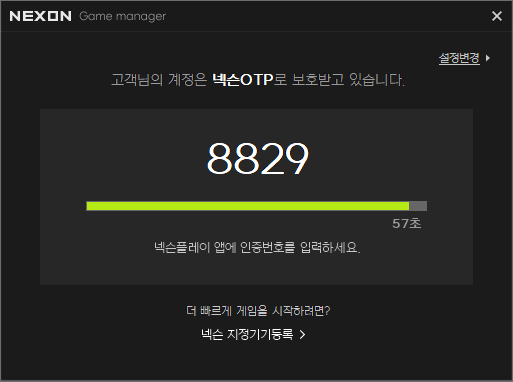 NEXON Game manager
설정변경
고객님의 계정은 넥슨OTP로 보호받고 있습니다.
8829
57초
넥슨플레이 앱에 인증번호를 입력하세요.
더 빠르게 게임을 시작하려면?
넥슨 지정기기등록